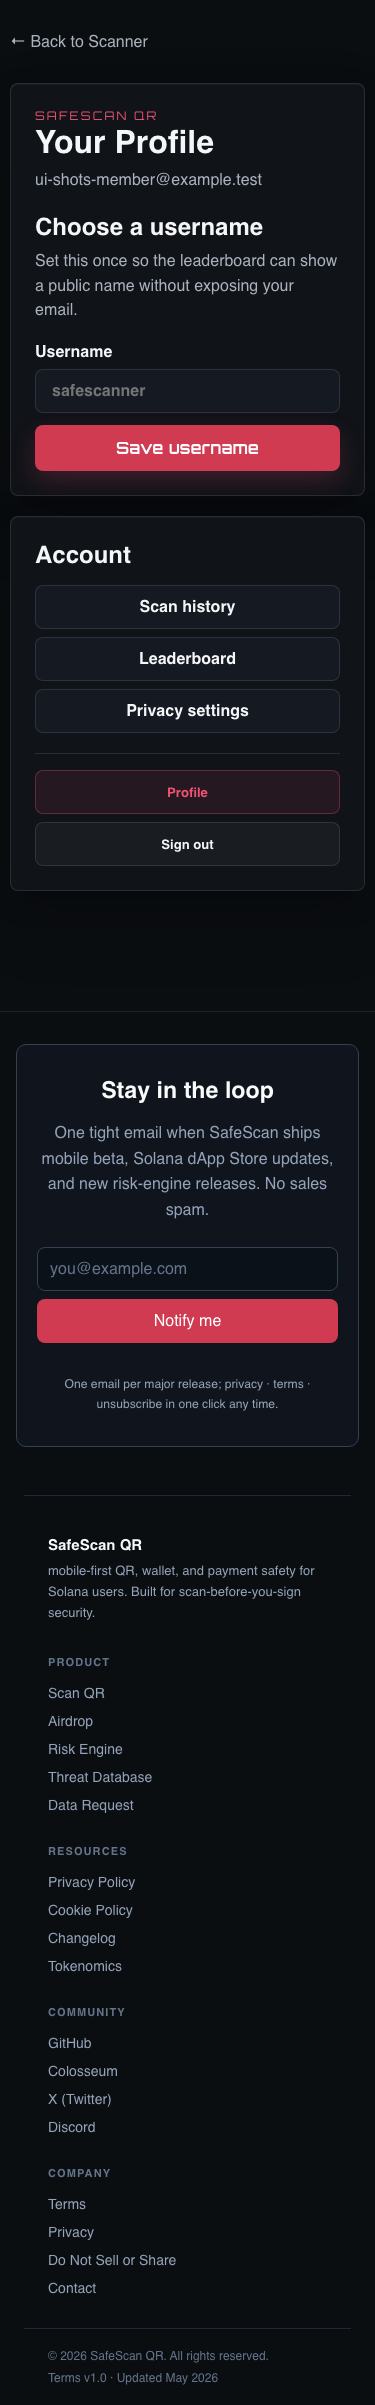 ← Back to Scanner
SAFESCAN QR
Your Profile
ui-shots-member@example.test
Choose a username
Set this once so the leaderboard can show
a public name without exposing your
email.
Username
safescanner
Save username
Account
Scan history
Leaderboard
Privacy settings
Profile
Sign out
Stay in the loop
One tight email when SafeScan ships
mobile beta, Solana dApp Store updates,
and new risk-engine releases. No sales
spam.
you@example.com
Notify me
One email per major release; privacy · terms ·
unsubscribe in one click any time.
SafeScan QR
mobile-first QR, wallet, and payment safety for
Solana users. Built for scan-before-you-sign
security.
PRODUCT
Scan QR
Airdrop
Risk Engine
Threat Database
Data Request
RESOURCES
Privacy Policy
Cookie Policy
Changelog
Tokenomics
COMMUNITY
GitHub
Colosseum
X (Twitter)
Discord
COMPANY
Terms
Privacy
Do Not Sell or Share
Contact
© 2026 SafeScan QR. All rights reserved.
Terms v1.0 · Updated May 2026